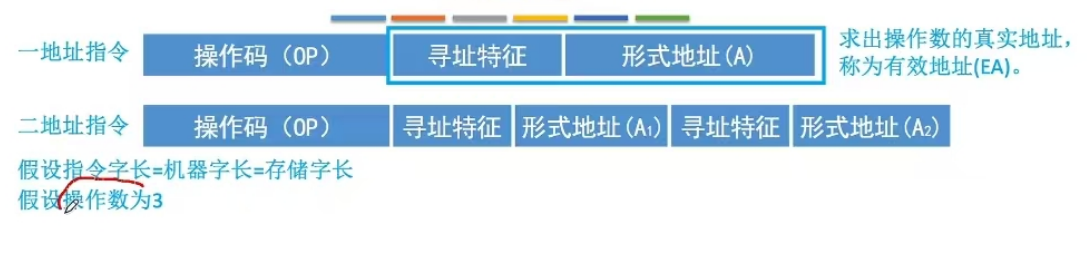 一地址指令 操作码（OP） 寻址特征 形式地址(A) 求出操作数的真实地址，
称为有效地址(EA)。
二地址指令 操作码（OP） 寻址特征 形式地址(A₁) 寻址特征 形式地址(A₂)
假设指令字长=机器字长=存储字长
假设操作数为3